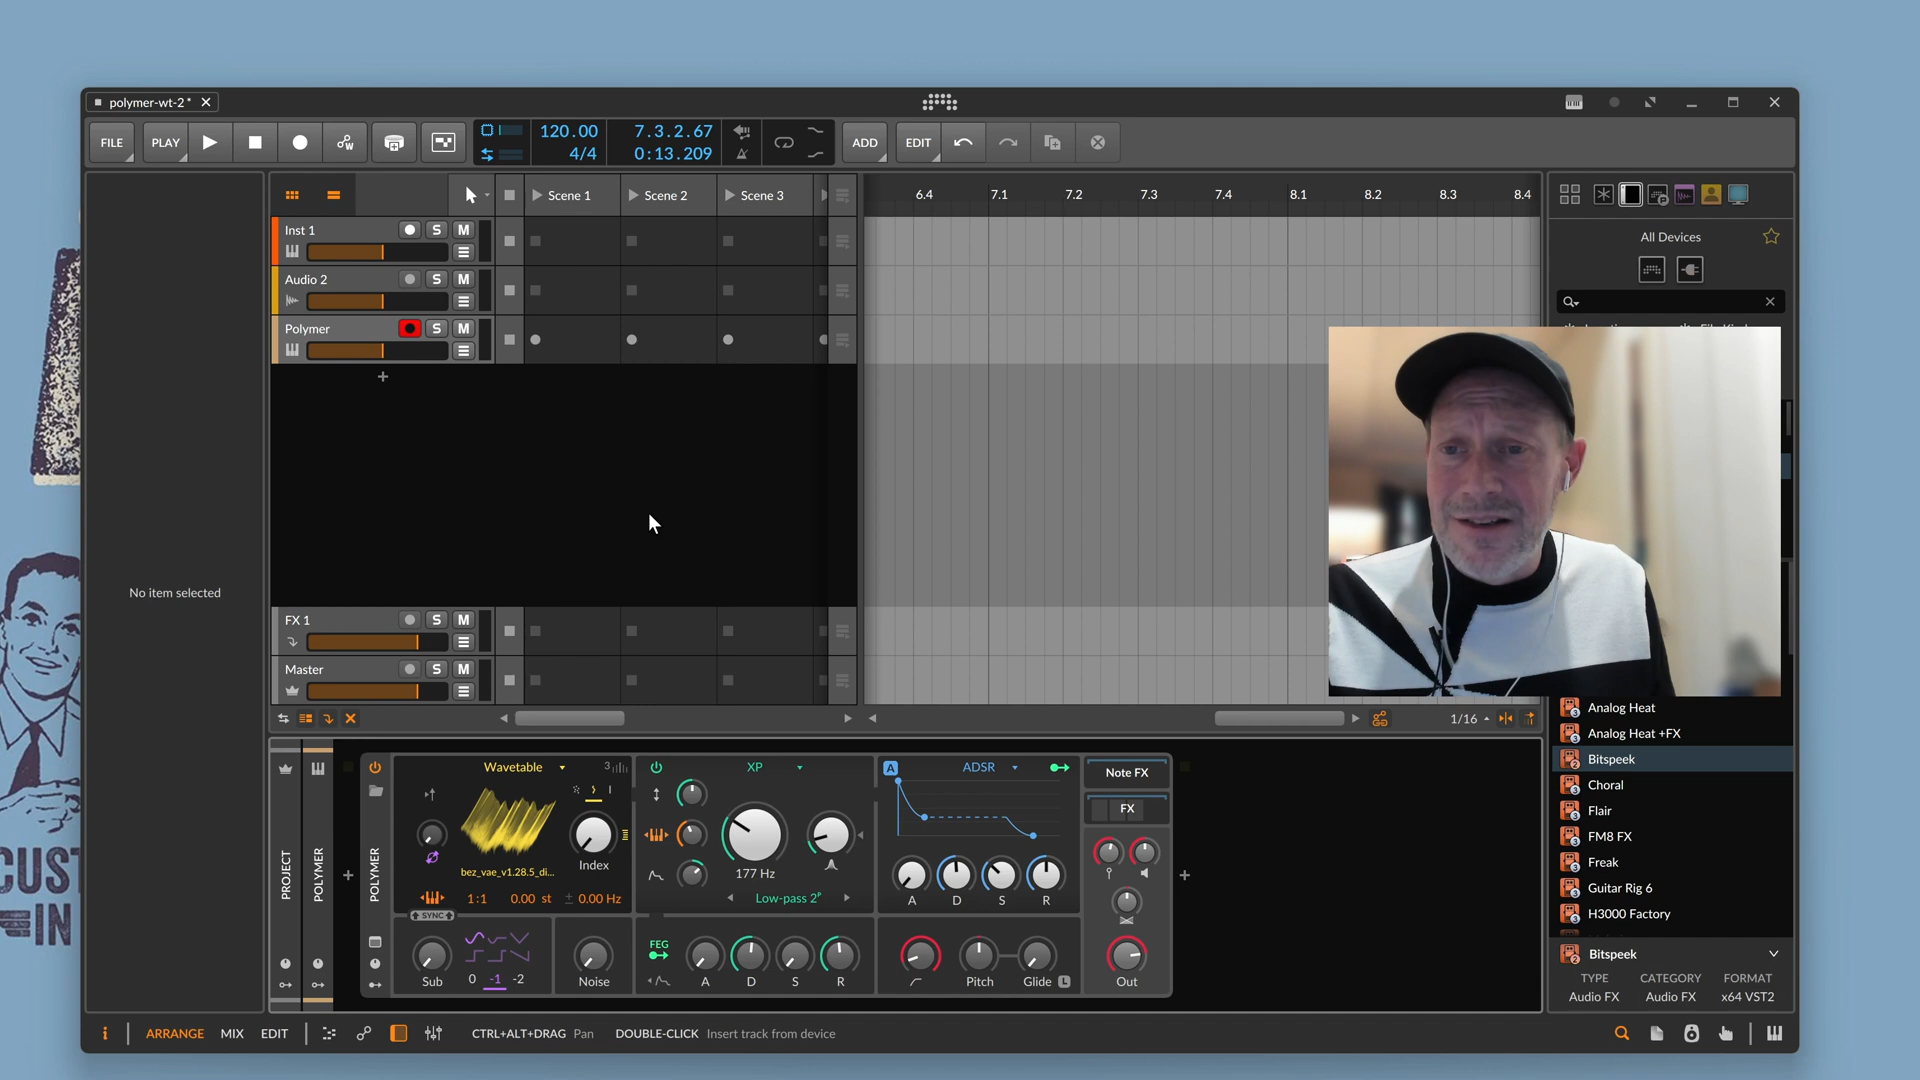 polymer-wt-2*
FILE
PLAY
120.00
4/4
7.3.2.67
0:13.209
ADD
EDIT
Scene 1
Scene 2
Scene 3
6.4
7.1
7.2
7.3
7.4
8.1
8.2
8.3
8.4
All Devices
Inst 1
S
M
Audio 2
S
M
Polymer
S
M
+
No item selected
FX 1
S
M
Master
S
M
1/16
Analog Heat
Analog Heat +FX
Bitspeek
Choral
Flair
FM8 FX
Freak
Guitar Rig 6
H3000 Factory
Bitspeek
TYPE
CATEGORY
FORMAT
Audio FX
Audio FX
x64 VST2
PROJECT
POLYMER
POLYMER
Wavetable
3
Index
bez_vae_v1.28.5_di...
1:1
0.00 st
± 0.00 Hz
SYNC
Sub
0
-1
-2
Noise
XP
177 Hz
Low-pass 2ᴾ
FEG
A
D
S
R
A
ADSR
A
D
S
R
Pitch
Glide
L
Note FX
FX
Out
i
ARRANGE
MIX
EDIT
CTRL+ALT+DRAG Pan
DOUBLE-CLICK Insert track from device
CUST
IN